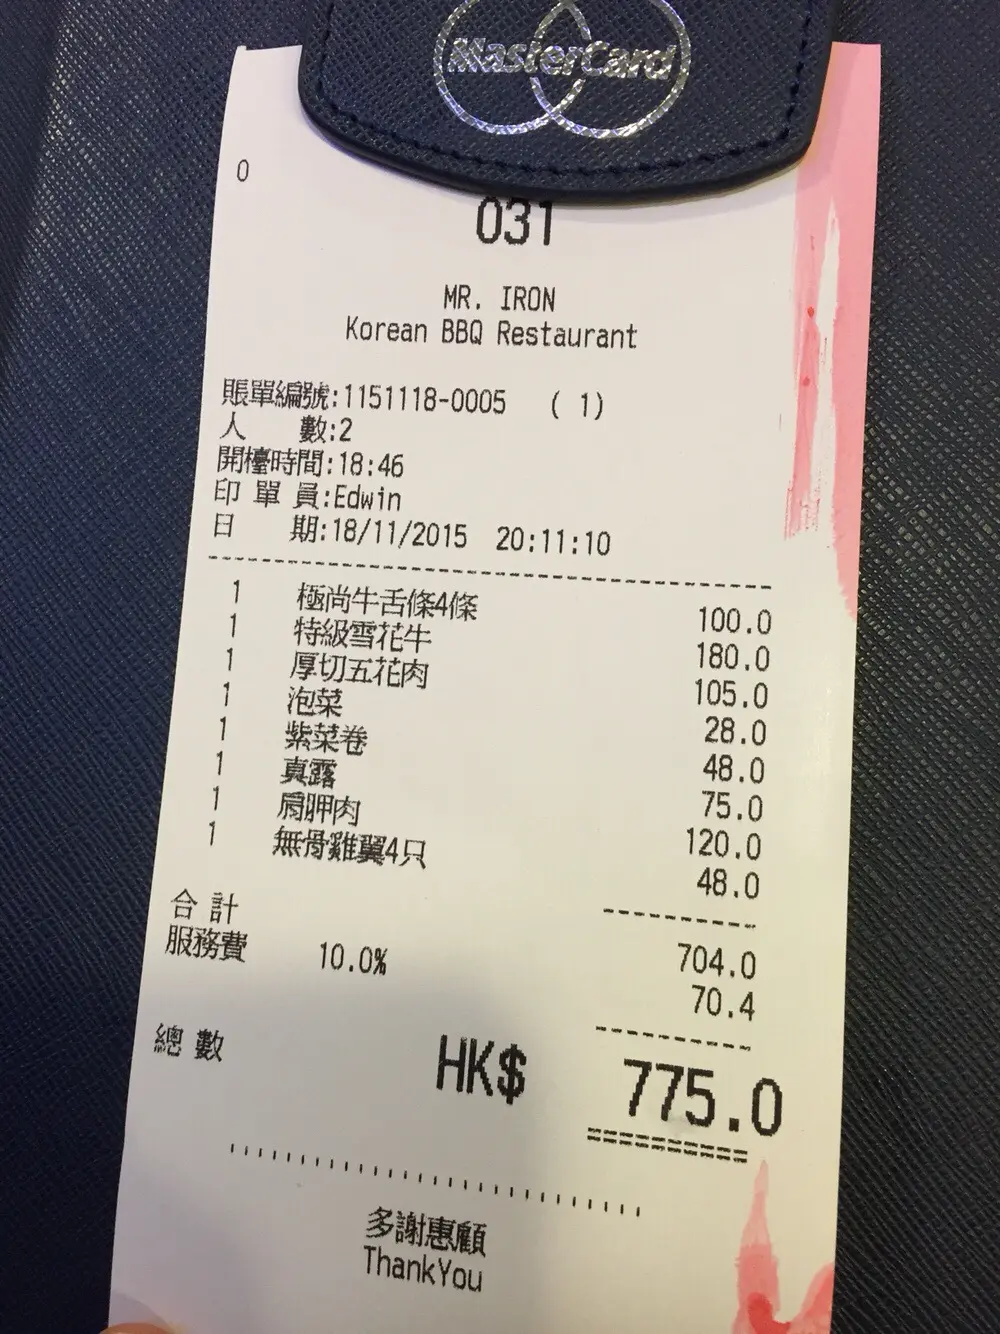 MasterCard
0
031
MR. IRON
Korean BBQ Restaurant
賬單編號:1151118-0005 ( 1)
人 數:2
開檯時間:18:46
印 單 員:Edwin
日 期:18/11/2015 20:11:10
1 極尚牛舌條4條 100.0
1 特級雪花牛 180.0
1 厚切五花肉 105.0
1 泡菜 28.0
1 紫菜卷 48.0
1 真露 75.0
1 肩胛肉 120.0
1 無骨雞翼4只 48.0
合 計 704.0
服務費 10.0% 70.4
總 數 HK$ 775.0
多謝惠顧
ThankYou